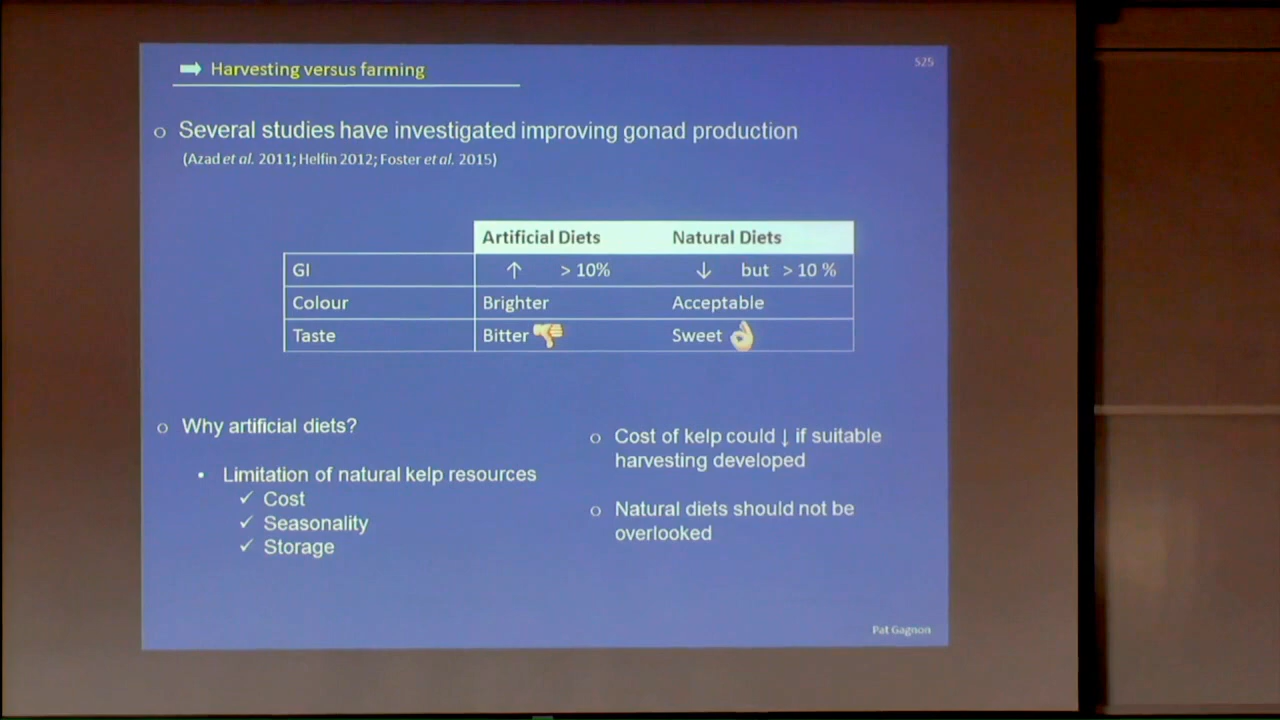 Harvesting versus farming
S25
o Several studies have investigated improving gonad production
(Azad et al. 2011; Helfin 2012; Foster et al. 2015)
Artificial Diets Natural Diets
GI ↑ > 10% ↓ but > 10 %
Colour Brighter Acceptable
Taste Bitter Sweet
o Why artificial diets?
• Limitation of natural kelp resources
✓ Cost
✓ Seasonality
✓ Storage
o Cost of kelp could ↓ if suitable
harvesting developed
o Natural diets should not be
overlooked
Pat Gagnon